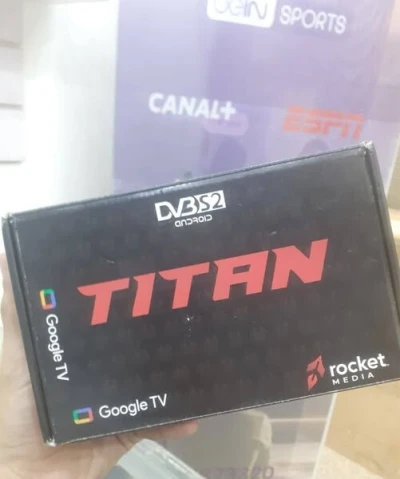 beIN SPORTS
CANAL+
ESPN
DVB S2
ANDROID
TITAN
Google TV
rocket
MEDIA
Google TV